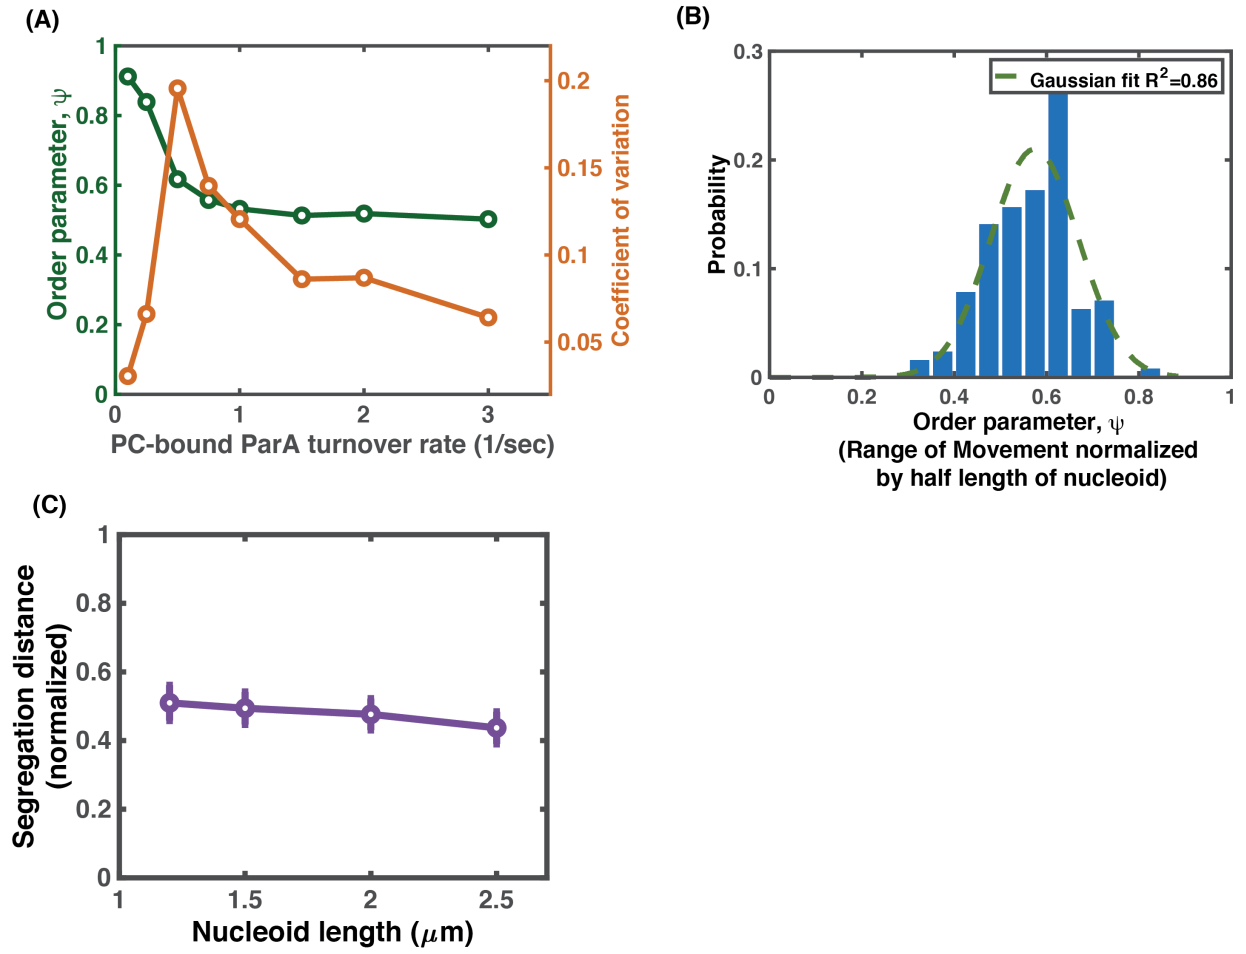 (A)
1
0.8
0.6
0.4
0.2
0
Order parameter, ψ
0.2
0.15
0.1
0.05
Coefficient of variation
0 1 2 3
PC-bound ParA turnover rate (1/sec)
(B)
0.3
0.2
0.1
0
Probability
Gaussian fit R²=0.86
0 0.2 0.4 0.6 0.8 1
Order parameter, ψ
(Range of Movement normalized
by half length of nucleoid)
(C)
1
0.8
0.6
0.4
0.2
0
Segregation distance
(normalized)
1 1.5 2 2.5
Nucleoid length (μm)